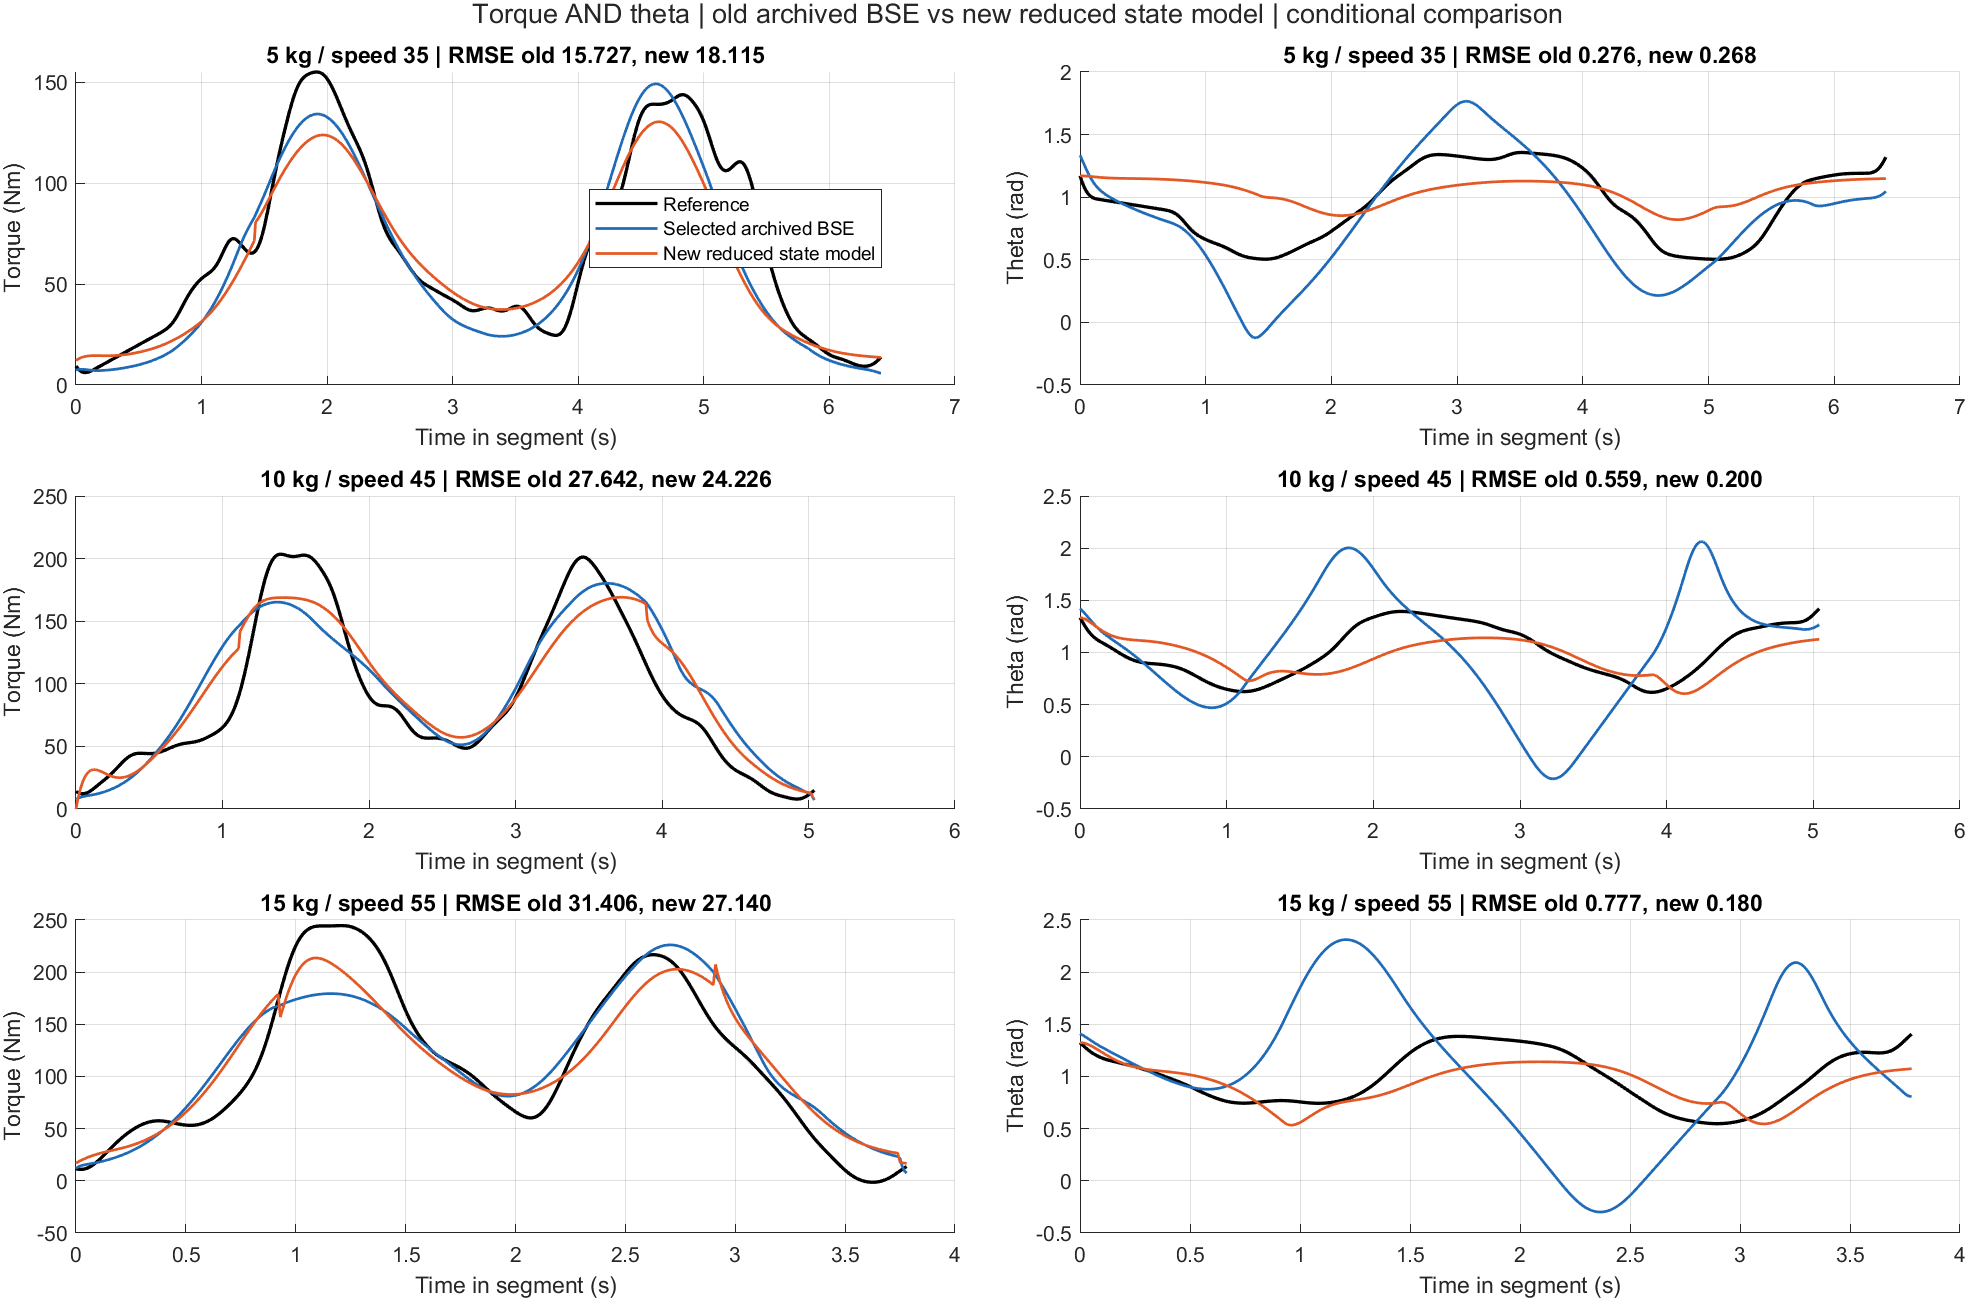 Torque AND theta | old archived BSE vs new reduced state model | conditional comparison
5 kg / speed 35 | RMSE old 15.727, new 18.115
Torque (Nm)
150
100
50
0
0 1 2 3 4 5 6 7
Time in segment (s)
Reference
Selected archived BSE
New reduced state model
5 kg / speed 35 | RMSE old 0.276, new 0.268
Theta (rad)
2
1.5
1
0.5
0
-0.5
0 1 2 3 4 5 6 7
Time in segment (s)
10 kg / speed 45 | RMSE old 27.642, new 24.226
Torque (Nm)
250
200
150
100
50
0
0 1 2 3 4 5 6
Time in segment (s)
10 kg / speed 45 | RMSE old 0.559, new 0.200
Theta (rad)
2.5
2
1.5
1
0.5
0
-0.5
0 1 2 3 4 5 6
Time in segment (s)
15 kg / speed 55 | RMSE old 31.406, new 27.140
Torque (Nm)
250
200
150
100
50
0
-50
0 0.5 1 1.5 2 2.5 3 3.5 4
Time in segment (s)
15 kg / speed 55 | RMSE old 0.777, new 0.180
Theta (rad)
2.5
2
1.5
1
0.5
0
-0.5
0 0.5 1 1.5 2 2.5 3 3.5 4
Time in segment (s)